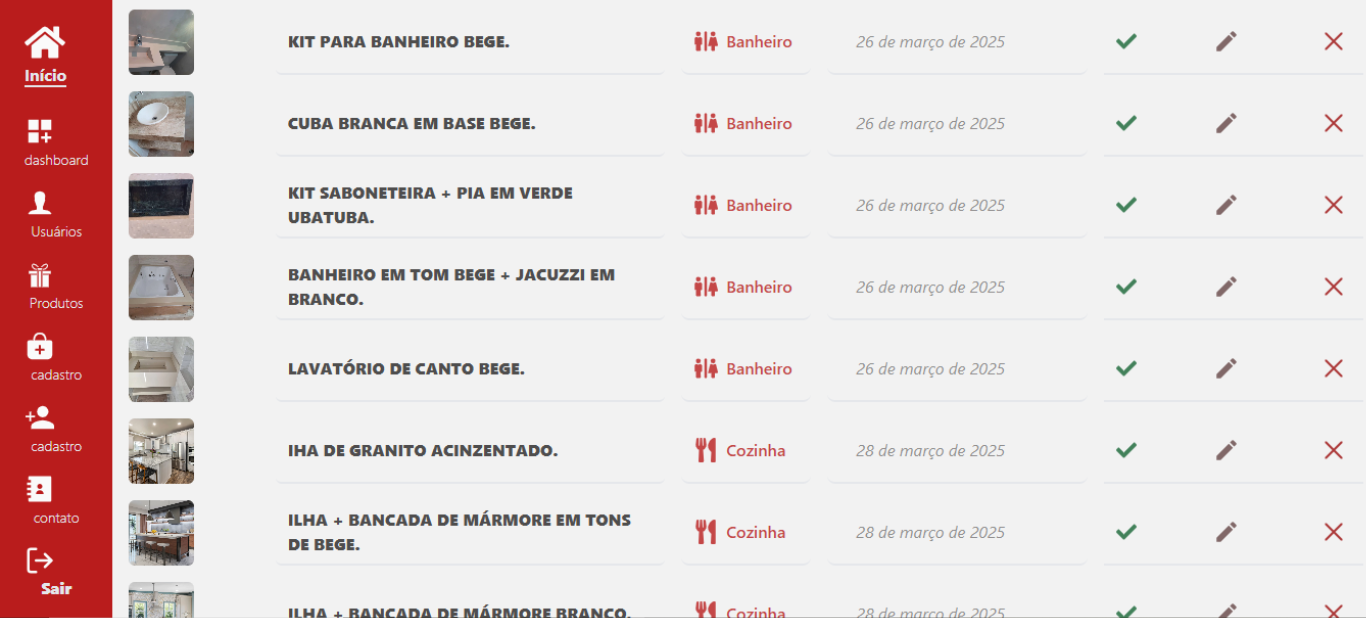 Início
dashboard
Usuários
Produtos
cadastro
cadastro
contato
Sair
KIT PARA BANHEIRO BEGE.
Banheiro
26 de março de 2025
CUBA BRANCA EM BASE BEGE.
Banheiro
26 de março de 2025
KIT SABONETEIRA + PIA EM VERDE
UBATUBA.
Banheiro
26 de março de 2025
BANHEIRO EM TOM BEGE + JACUZZI EM
BRANCO.
Banheiro
26 de março de 2025
LAVATÓRIO DE CANTO BEGE.
Banheiro
26 de março de 2025
IHA DE GRANITO ACINZENTADO.
Cozinha
28 de março de 2025
ILHA + BANCADA DE MÁRMORE EM TONS
DE BEGE.
Cozinha
28 de março de 2025
ILHA + BANCADA DE MÁRMORE BRANCO.
Cozinha
28 de março de 2025